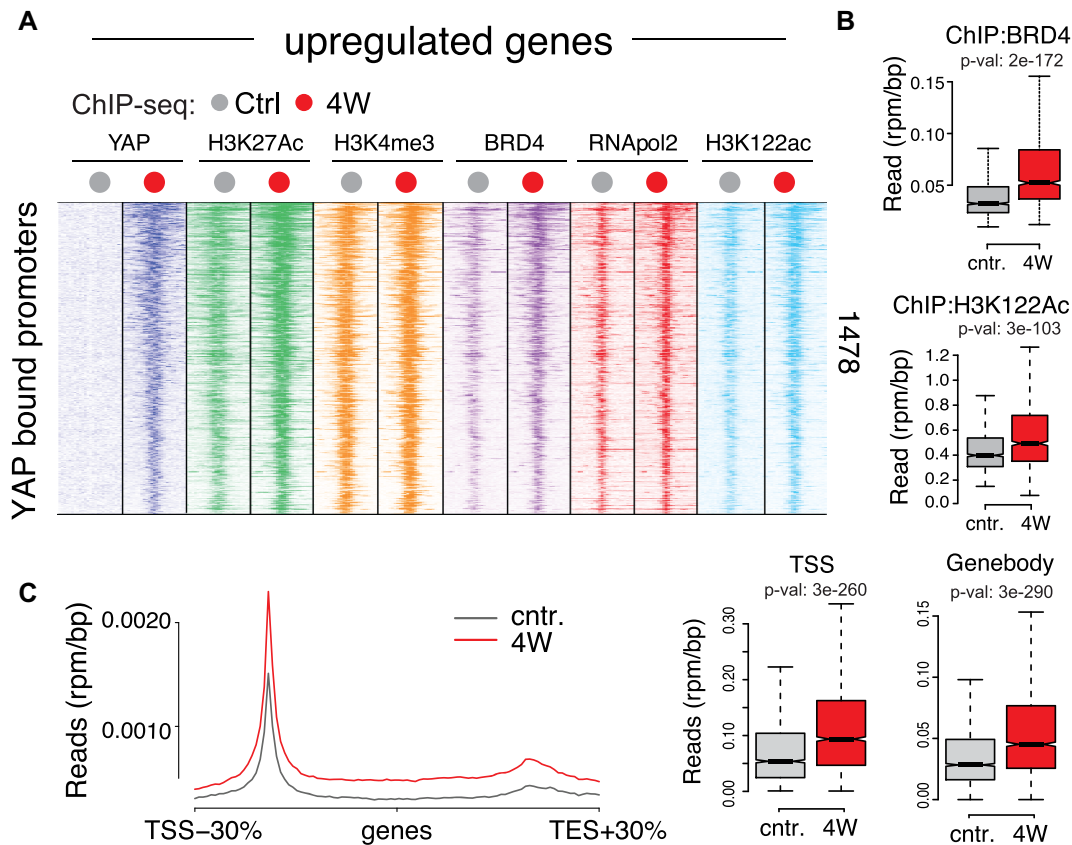 A
upregulated genes
ChIP-seq: Ctrl 4W
YAP H3K27Ac H3K4me3 BRD4 RNApol2 H3K122ac
YAP bound promoters
1478
B
ChIP:BRD4
p-val: 2e-172
Read (rpm/bp)
0.15
0.10
0.05
cntr. 4W
ChIP:H3K122Ac
p-val: 3e-103
Read (rpm/bp)
1.2
1.0
0.8
0.6
0.4
0.2
0.0
cntr. 4W
C
Reads (rpm/bp)
0.0020
0.0010
cntr.
4W
TSS–30% genes TES+30%
TSS
p-val: 3e-260
Reads (rpm/bp)
0.30
0.20
0.10
0.00
cntr. 4W
Genebody
p-val: 3e-290
0.15
0.10
0.05
0.00
cntr. 4W